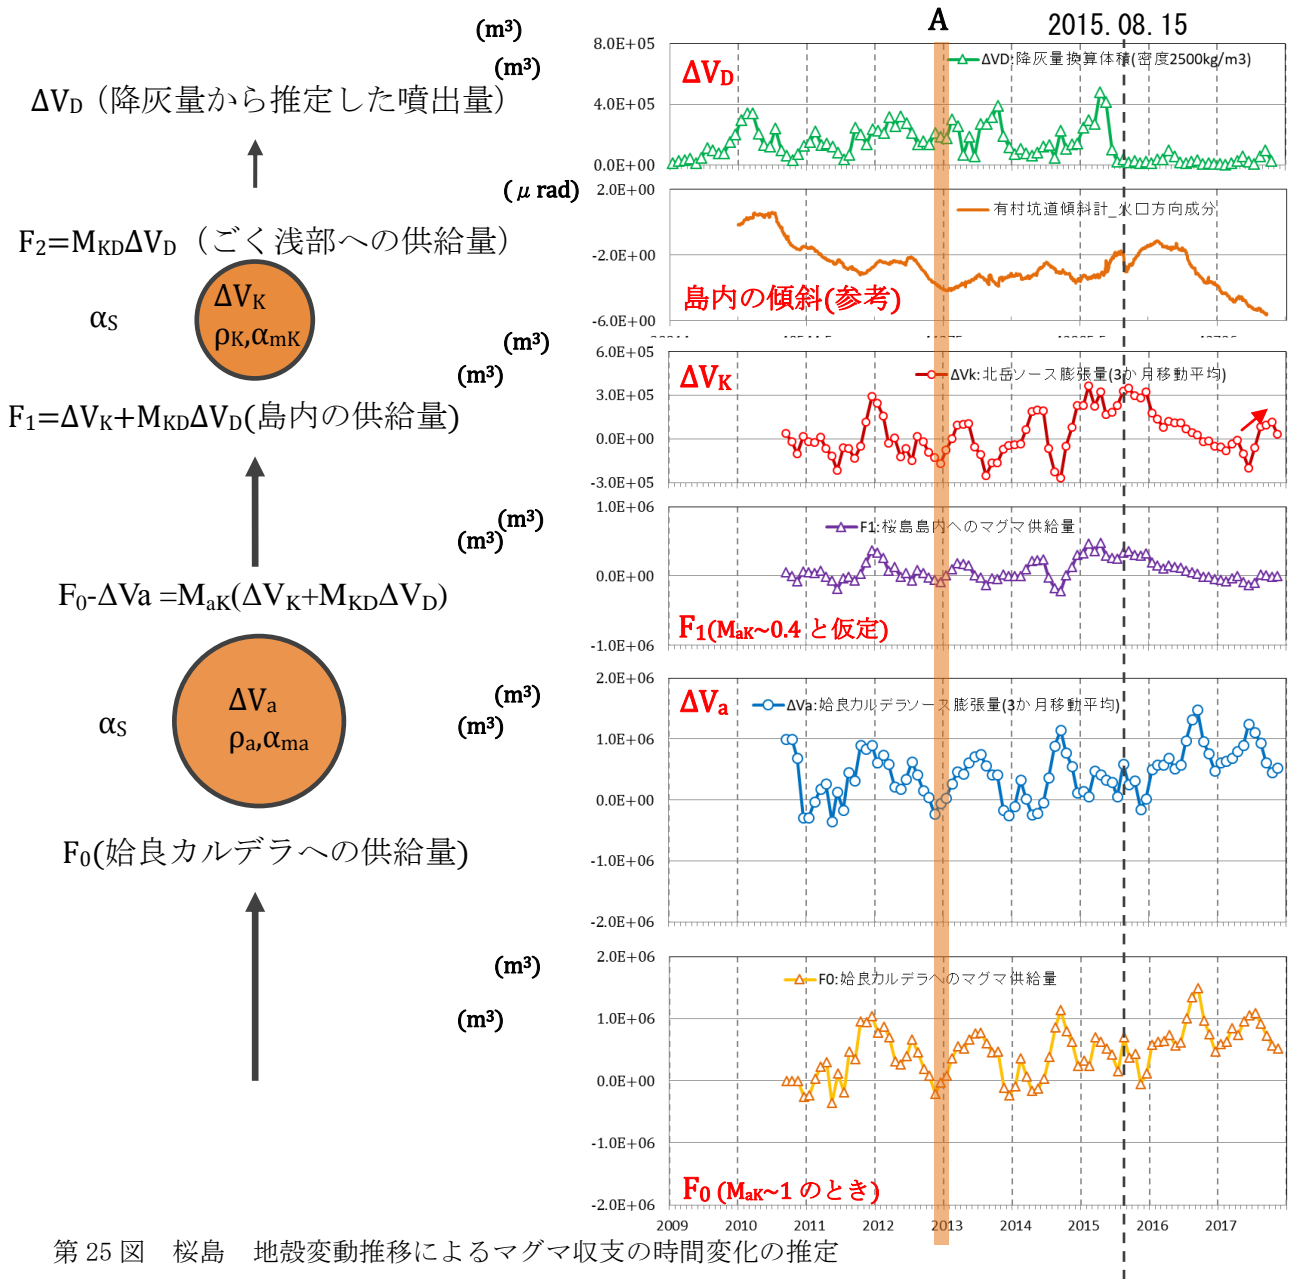 (m³)
(m³)
ΔV_D（降灰量から推定した噴出量）
(μ rad)
F₂=M_KDΔV_D（ごく浅部への供給量）
ΔV_K
ρ_K,α_mK
α_S
(m³)
(m³)
F₁=ΔV_K+M_KDΔV_D(島内の供給量)
(m³)
(m³)
F₀-ΔVa =M_aK(ΔV_K+M_KDΔV_D)
ΔV_a
ρ_a,α_ma
α_S
(m³)
(m³)
F₀(姶良カルデラへの供給量)
(m³)
(m³)
A
2015.08.15
8.0E+05
4.0E+05
0.0E+00
ΔV_D
ΔVD:降灰量換算体積(密度2500kg/m3)
2.0E+00
-2.0E+00
-6.0E+00
有村坑道傾斜計_火口方向成分
島内の傾斜(参考)
6.0E+05
3.0E+05
0.0E+00
-3.0E+05
ΔV_K
ΔVk:北岳ソース膨張量(3か月移動平均)
1.0E+06
0.0E+00
-1.0E+06
F1:桜島島内へのマグマ供給量
F₁(M_aK~0.4 と仮定)
2.0E+06
1.0E+06
0.0E+00
-1.0E+06
-2.0E+06
ΔV_a
ΔVa:姶良カルデラソース膨張量(3か月移動平均)
2.0E+06
1.0E+06
0.0E+00
-1.0E+06
-2.0E+06
F0:姶良カルデラへのマグマ供給量
F₀ (M_aK~1 のとき)
2009 2010 2011 2012 2013 2014 2015 2016 2017
第 25 図　桜島　地殻変動推移によるマグマ収支の時間変化の推定